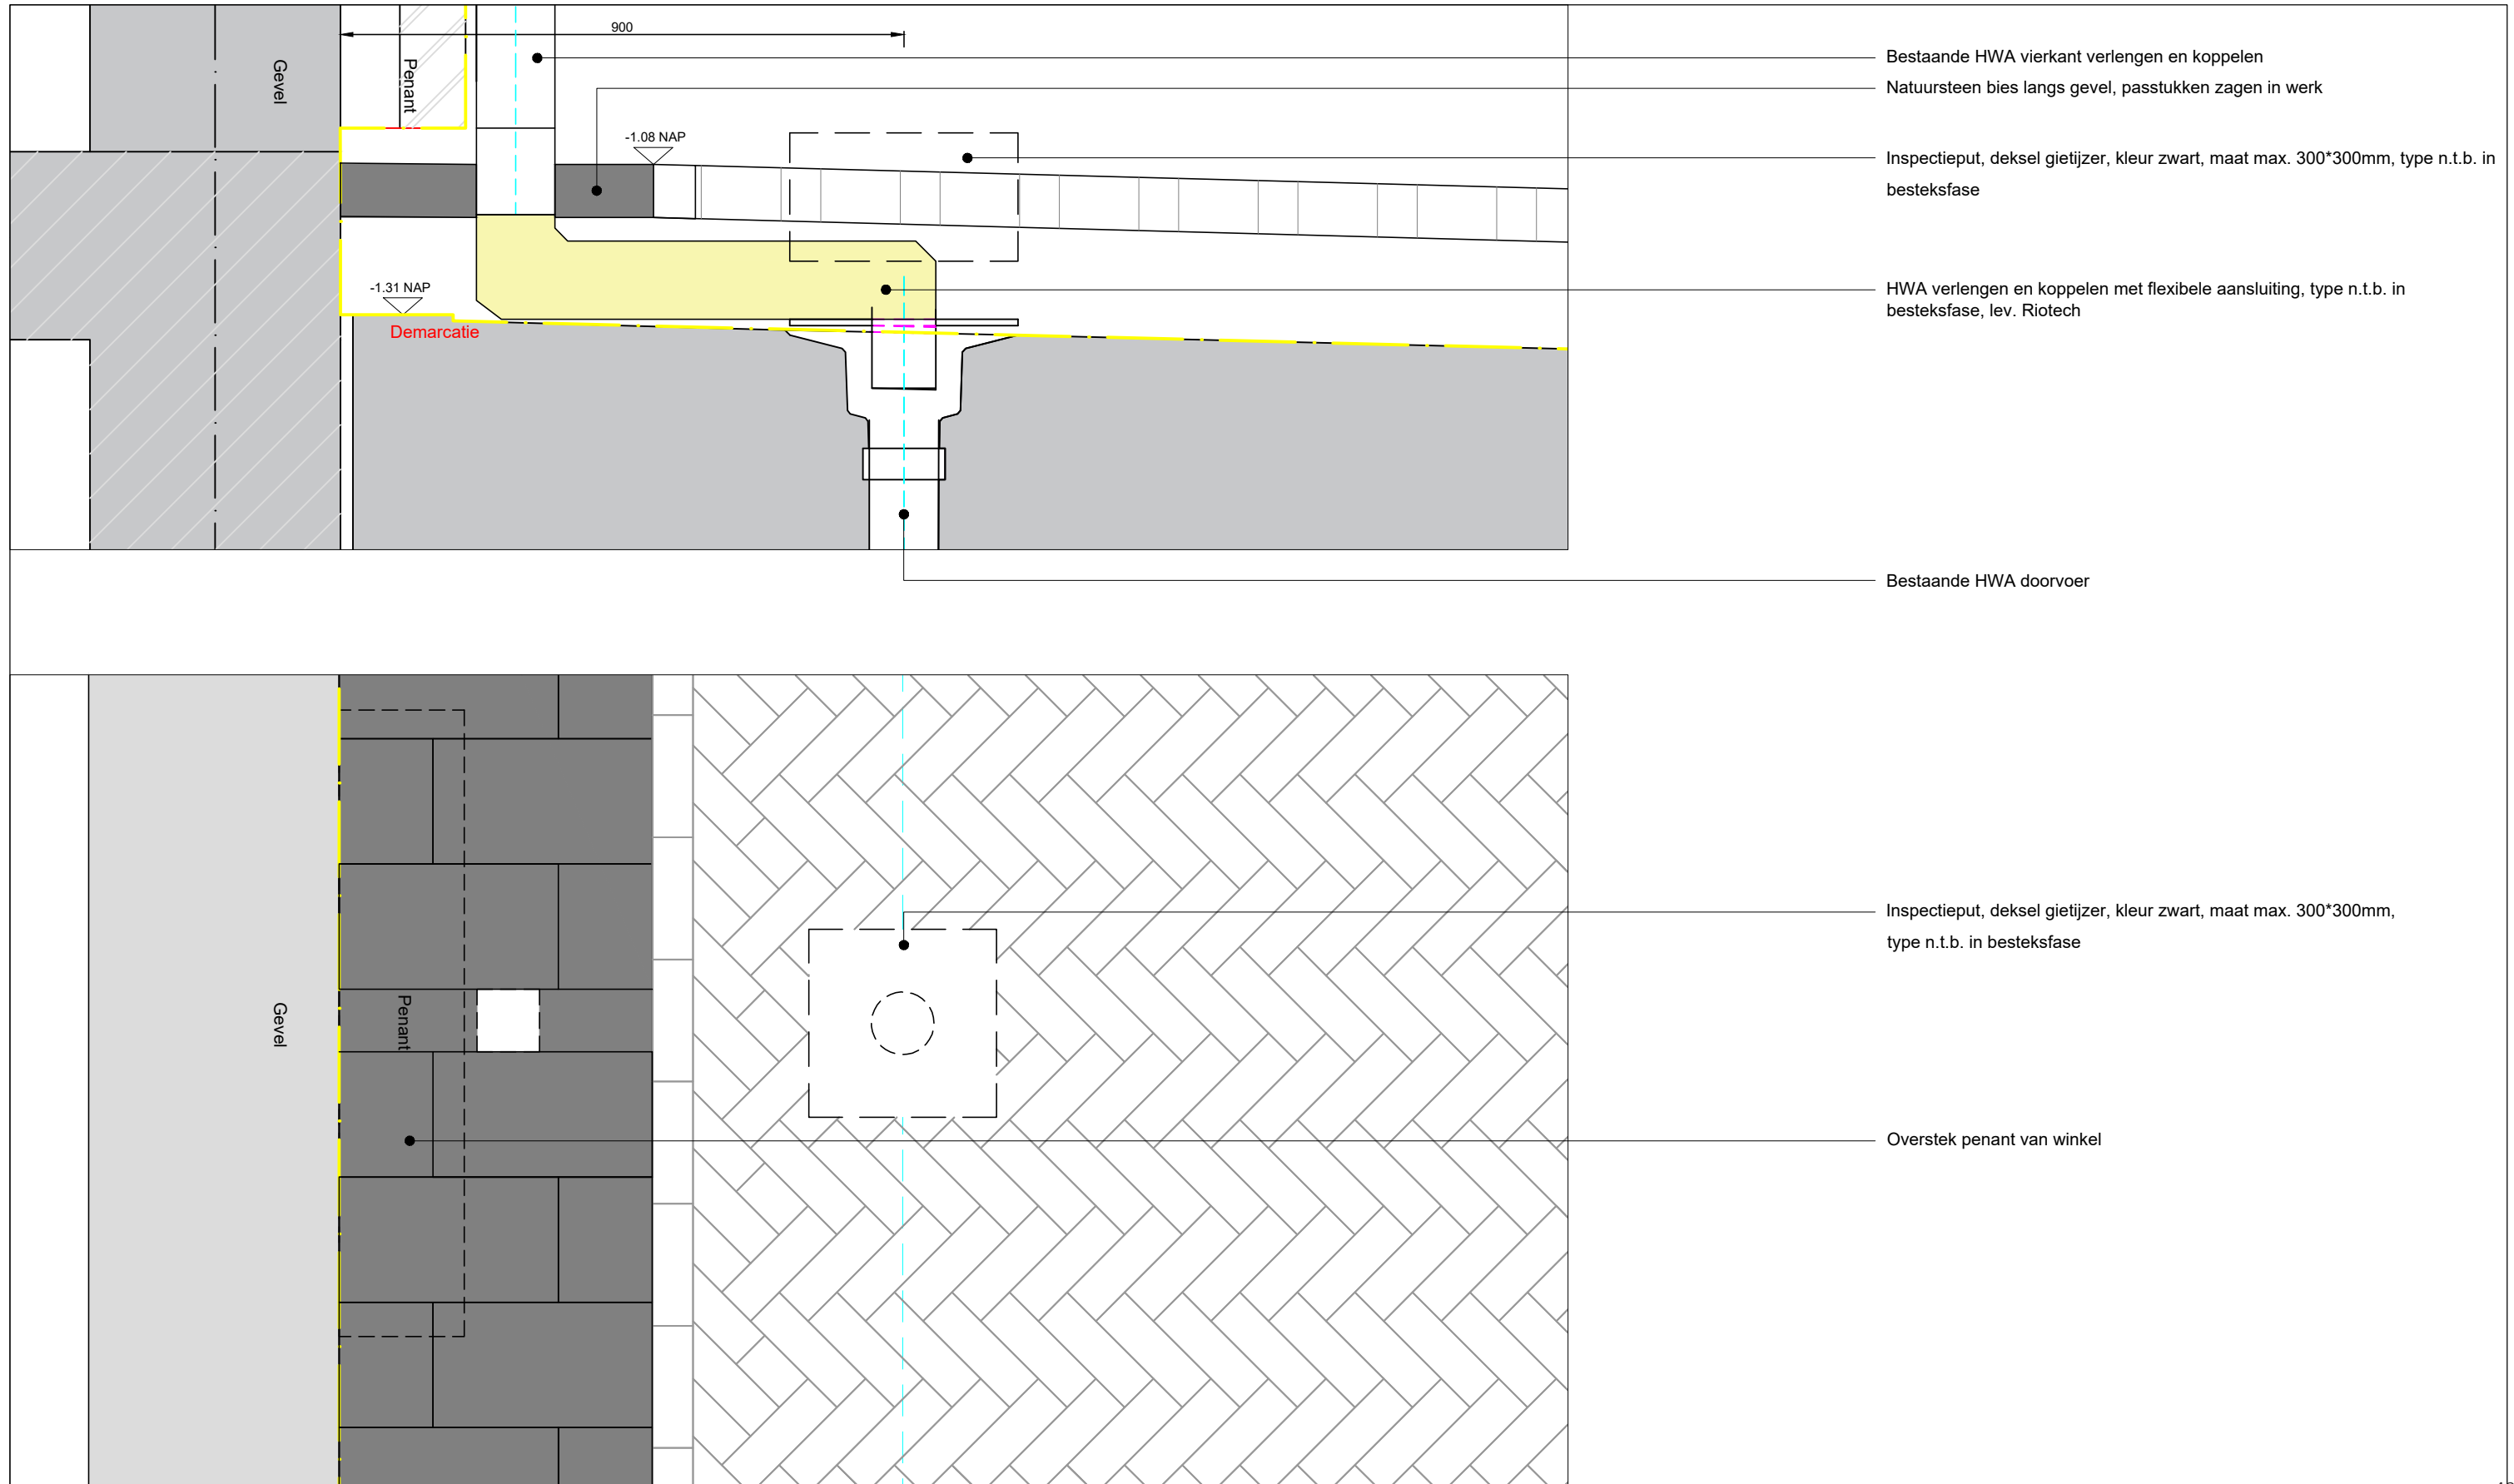 900
Bestaande HWA vierkant verlengen en koppelen
Gevel
Penant
Natuursteen bies langs gevel, passtukken zagen in werk
-1.08 NAP
Inspectieput, deksel gietijzer, kleur zwart, maat max. 300*300mm, type n.t.b. in
besteksfase
-1.31 NAP
HWA verlengen en koppelen met flexibele aansluiting, type n.t.b. in
besteksfase, lev. Riotech
Demarcatie
Bestaande HWA doorvoer
Inspectieput, deksel gietijzer, kleur zwart, maat max. 300*300mm,
type n.t.b. in besteksfase
Gevel
Penant
Overstek penant van winkel